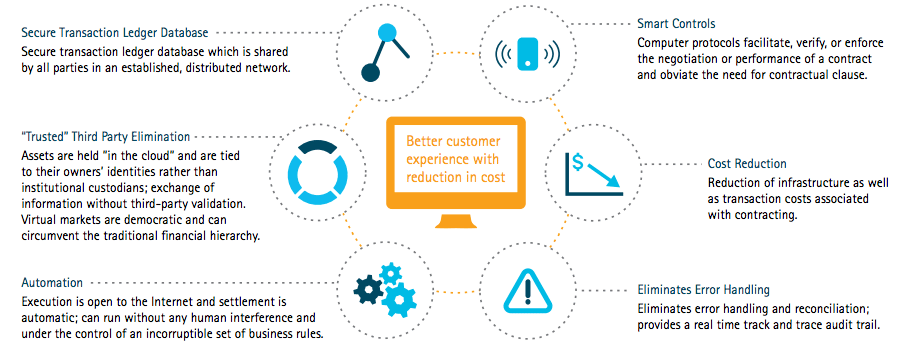 Secure Transaction Ledger Database
Secure transaction ledger database which is shared
by all parties in an established, distributed network.
Smart Controls
Computer protocols facilitate, verify, or enforce
the negotiation or performance of a contract
and obviate the need for contractual clause.
"Trusted" Third Party Elimination
Assets are held "in the cloud" and are tied
to their owners' identities rather than
institutional custodians; exchange of
information without third-party validation.
Virtual markets are democratic and can
circumvent the traditional financial hierarchy.
Better customer
experience with
reduction in cost
$
Cost Reduction
Reduction of infrastructure as well
as transaction costs associated
with contracting.
Automation
Execution is open to the Internet and settlement is
automatic; can run without any human interference and
under the control of an incorruptible set of business rules.
Eliminates Error Handling
Eliminates error handling and reconciliation;
provides a real time track and trace audit trail.